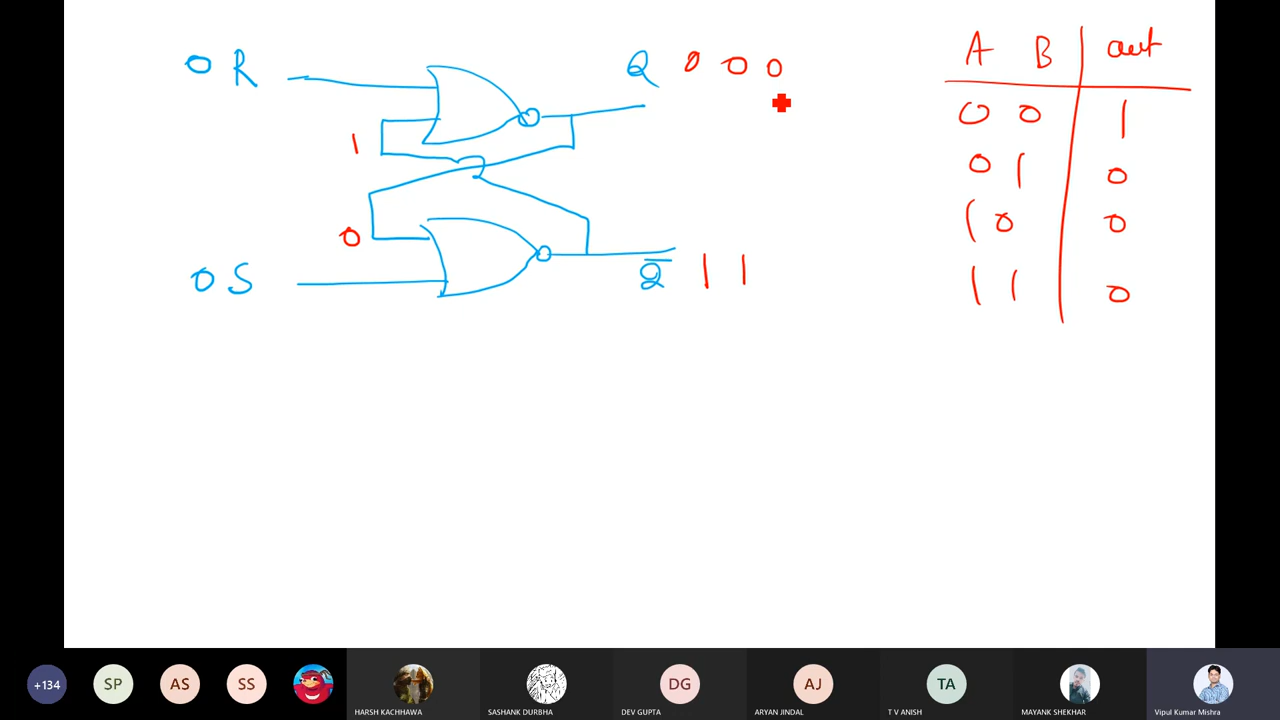 0 R Q 0 0 0
1
0
0 S Q̅ 1 1
A B out
0 0 1
0 1 0
1 0 0
1 1 0
+134 SP AS SS DG AJ TA
HARSH KACHHAWA SASHANK DURBHA DEV GUPTA ARYAN JINDAL T V ANISH MAYANK SHEKHAR Vipul Kumar Mishra